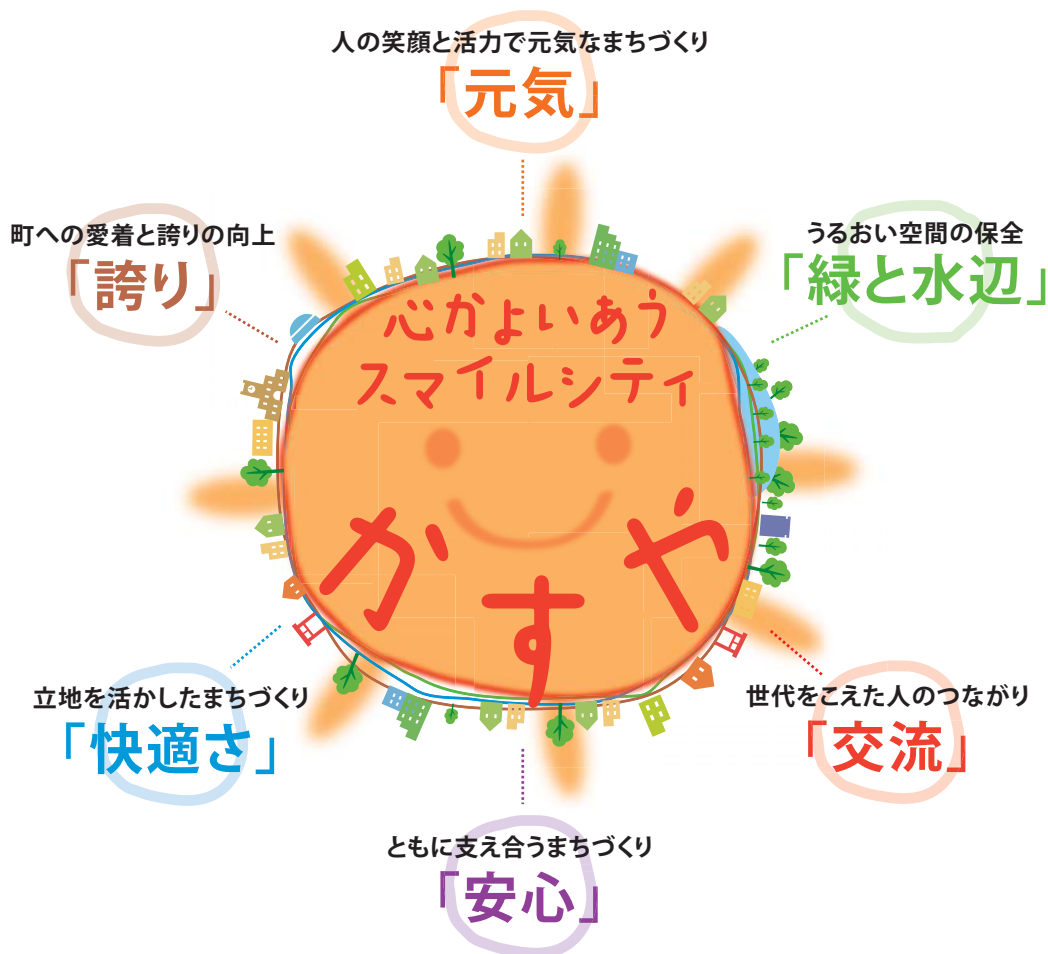 人の笑顔と活力で元気なまちづくり
「元気」
町への愛着と誇りの向上
「誇り」
うるおい空間の保全
「緑と水辺」
心かよいあう
スマイルシティ
かすや
立地を活かしたまちづくり
「快適さ」
世代をこえた人のつながり
「交流」
ともに支え合うまちづくり
「安心」